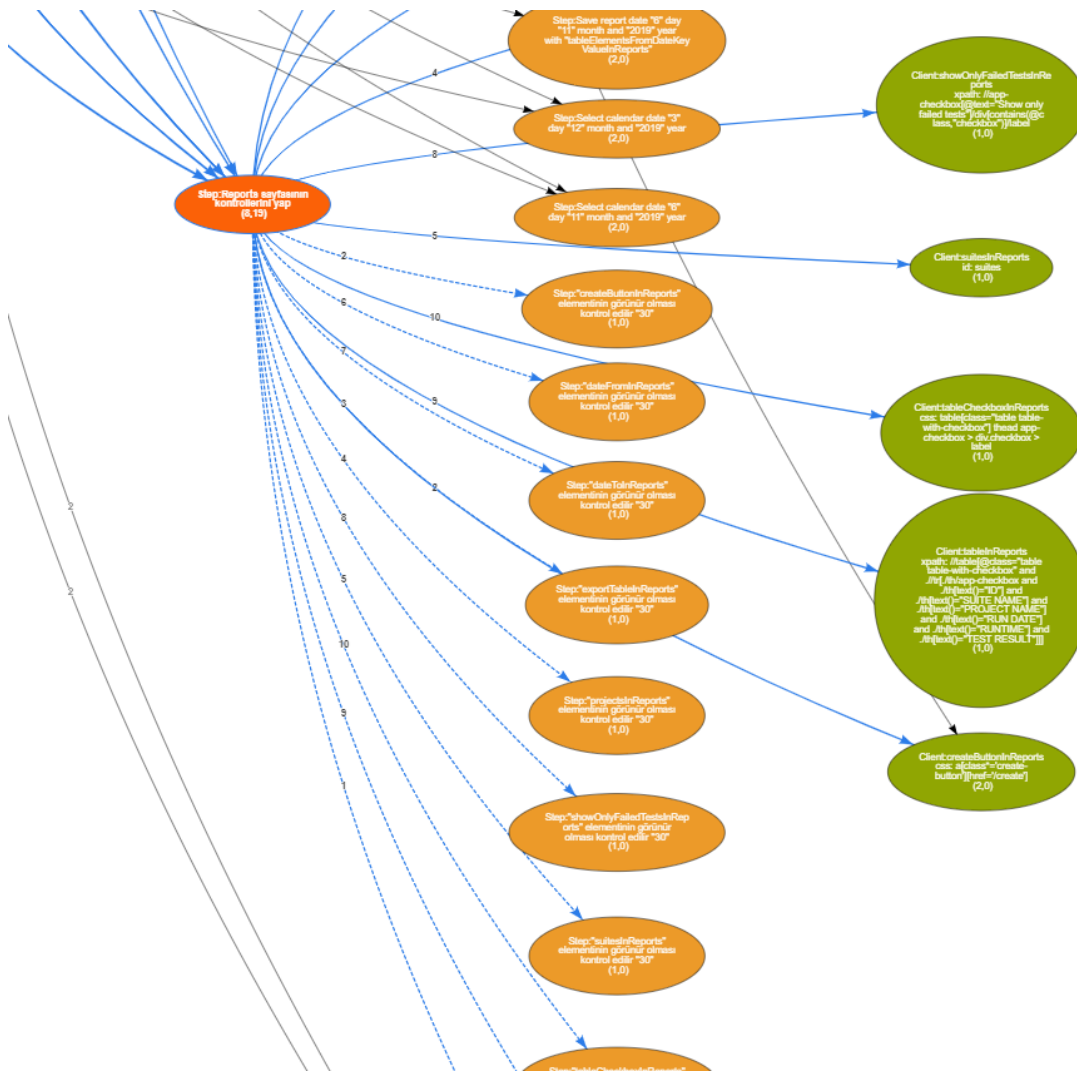 Step:Save report date "6" day
"11" month and "2019" year
with "tableElementsFromDateKey
ValueInReports"
(2,0)
4
Client:showOnlyFailedTestsInRe
ports
xpath: //app-
checkbox[@text="Show only
failed tests"]/div[contains(@c
lass,"checkbox")]/label
(1,0)
Step:Select calendar date "3"
day "12" month and "2019" year
(2,0)
8
Step:Reports sayfasının
kontrollerini yap
(8,19)
Step:Select calendar date "6"
day "11" month and "2019" year
(2,0)
5
2
Client:suitesInReports
id: suites
(1,0)
Step:"createButtonInReports"
elementinin görünür olması
kontrol edilir "30"
(1,0)
6
10
7
Step:"dateFromInReports"
elementinin görünür olması
kontrol edilir "30"
(1,0)
3
9
Client:tableCheckboxInReports
css: table[class="table table-
with-checkbox"] thead app-
checkbox > div.checkbox >
label
(1,0)
4
2
Step:"dateToInReports"
elementinin görünür olması
kontrol edilir "30"
(1,0)
2
8
Client:tableInReports
xpath: //table[@class="table
table-with-checkbox" and
.//tr[./th/app-checkbox and
./th[text()="ID"] and
./th[text()="SUITE NAME"] and
./th[text()="PROJECT NAME"]
and ./th[text()="RUN DATE"]
and ./th[text()="RUNTIME"] and
./th[text()="TEST RESULT"]]]
(1,0)
5
2
Step:"exportTableInReports"
elementinin görünür olması
kontrol edilir "30"
(1,0)
10
Step:"projectsInReports"
elementinin görünür olması
kontrol edilir "30"
(1,0)
9
Client:createButtonInReports
css: a[class*='create-
button'][href='/create']
(2,0)
1
Step:"showOnlyFailedTestsInRep
orts" elementinin görünür
olması kontrol edilir "30"
(1,0)
Step:"suitesInReports"
elementinin görünür olması
kontrol edilir "30"
(1,0)
Step:"tableCheckboxInReports"